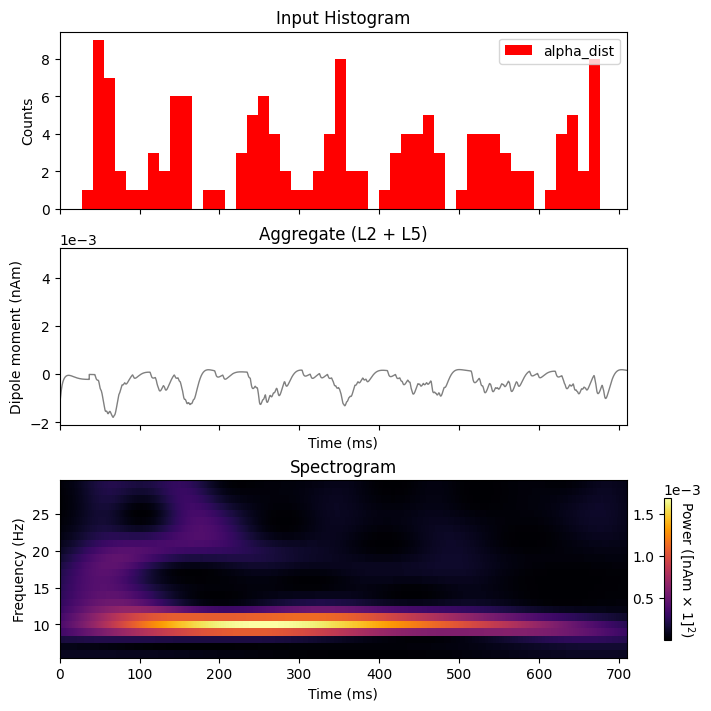 Input Histogram
8
6
4
2
0
Counts
alpha_dist
Aggregate (L2 + L5)
1e−3
4
2
0
−2
Dipole moment (nAm)
Time (ms)
Spectrogram
25
20
15
10
Frequency (Hz)
0 100 200 300 400 500 600 700
Time (ms)
1e−3
1.5
1.0
0.5
Power ([nAm × 1]²)